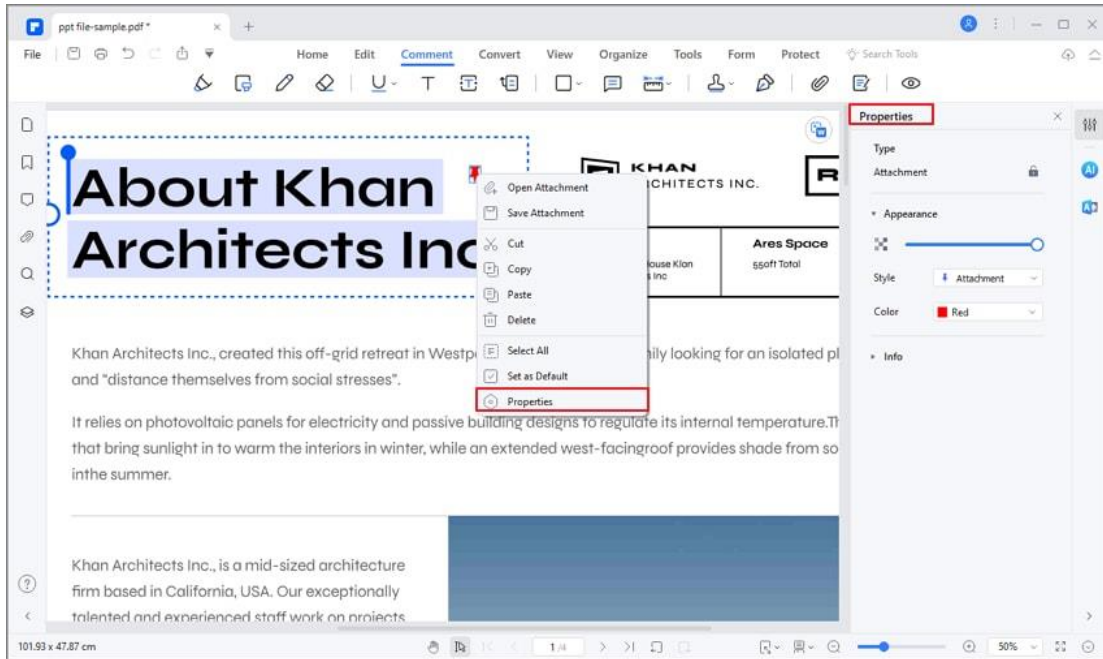 ppt file-sample.pdf *
File Home Edit Comment Convert View Organize Tools Form Protect Search Tools
About Khan
Architects Inc
KHAN
ARCHITECTS INC.
R
Ares Space
55oft Total
House Klan
s Inc
Open Attachment
Save Attachment
Cut
Copy
Paste
Delete
Select All
Set as Default
Properties
Khan Architects Inc., created this off-grid retreat in Westp ily looking for an isolated pl
and “distance themselves from social stresses”.
It relies on photovoltaic panels for electricity and passive building designs to regulate its internal temperature.Th
that bring sunlight in to warm the interiors in winter, while an extended west-facingroof provides shade from so
inthe summer.
Khan Architects Inc., is a mid-sized architecture
firm based in California, USA. Our exceptionally
talented and experienced staff work on projects
Properties
Type
Attachment
Appearance
Style Attachment
Color Red
Info
AI
101.93 x 47.87 cm 1 /4 50%